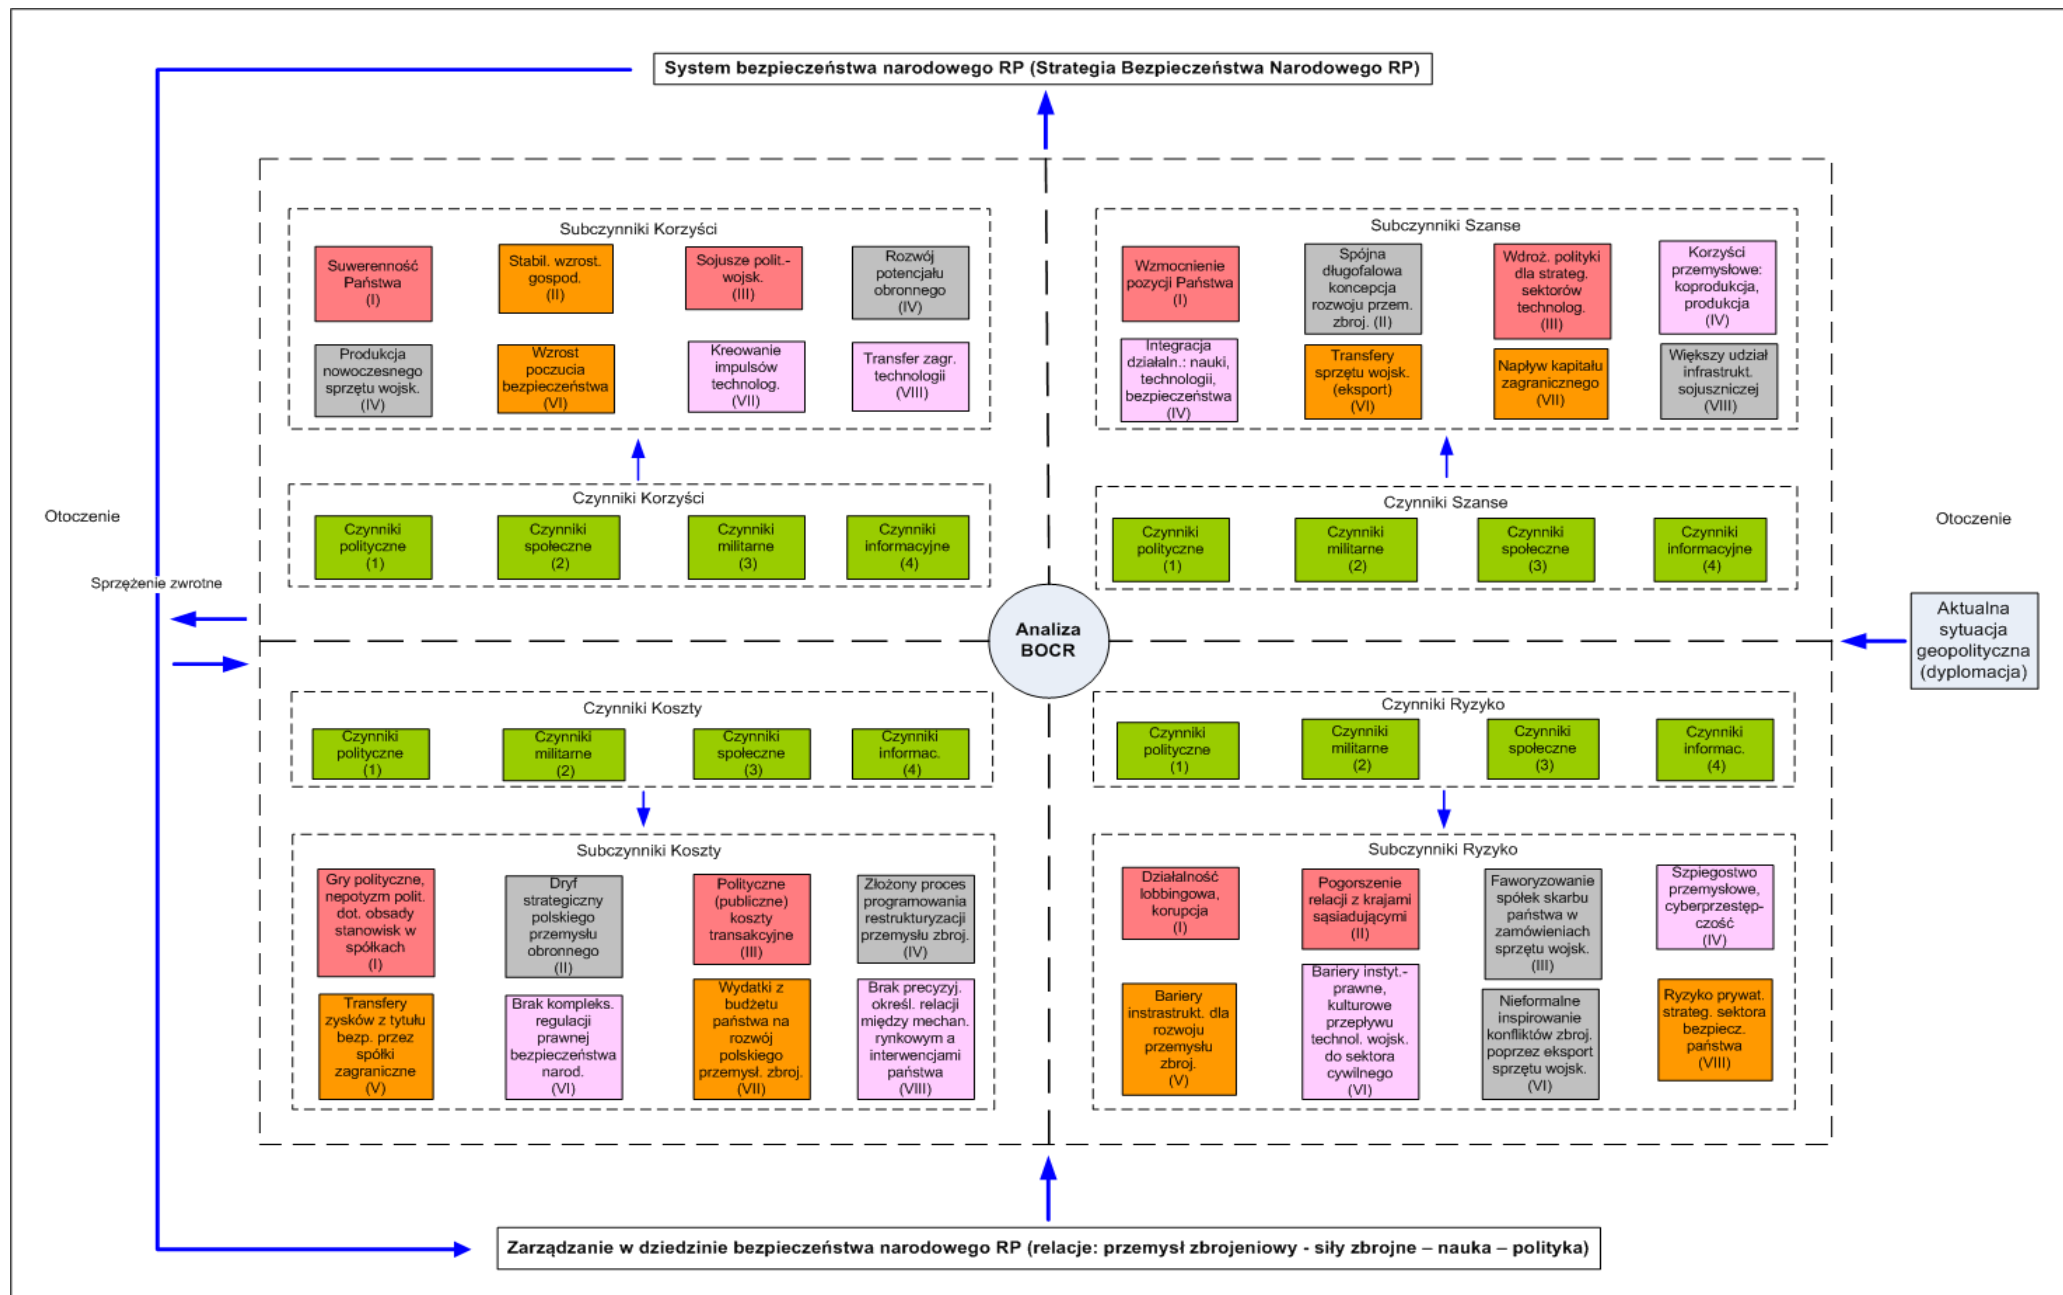 System bezpieczeństwa narodowego RP (Strategia Bezpieczeństwa Narodowego RP)
Subczynniki Korzyści
Suwerenność
Państwa
(I)
Stabil. wzrost.
gospod.
(II)
Sojusze polit.-
wojsk.
(III)
Rozwój
potencjału
obronnego
(IV)
Produkcja
nowoczesnego
sprzętu wojsk.
(IV)
Wzrost
poczucia
bezpieczeństwa
(VI)
Kreowanie
impulsów
technolog.
(VII)
Transfer zagr.
technologii
(VIII)
Subczynniki Szanse
Wzmocnienie
pozycji Państwa
(I)
Spójna
długofalowa
koncepcja
rozwoju przem.
zbroj. (II)
Wdroż. polityki
dla strateg.
sektorów
technolog.
(III)
Korzyści
przemysłowe:
koprodukcja,
produkcja
(IV)
Integracja
działaln.: nauki,
technologii,
bezpieczeństwa
(IV)
Transfery
sprzętu wojsk.
(eksport)
(VI)
Napływ kapitału
zagranicznego
(VII)
Większy udział
infrastrukt.
sojuszniczej
(VIII)
Czynniki Korzyści
Czynniki
polityczne
(1)
Czynniki
społeczne
(2)
Czynniki
militarne
(3)
Czynniki
informacyjne
(4)
Czynniki Szanse
Czynniki
polityczne
(1)
Czynniki
militarne
(2)
Czynniki
społeczne
(3)
Czynniki
informacyjne
(4)
Otoczenie
Sprzężenie zwrotne
Otoczenie
Analiza
BOCR
Aktualna
sytuacja
geopolityczna
(dyplomacja)
Czynniki Koszty
Czynniki
polityczne
(1)
Czynniki
militarne
(2)
Czynniki
społeczne
(3)
Czynniki
informac.
(4)
Czynniki Ryzyko
Czynniki
polityczne
(1)
Czynniki
militarne
(2)
Czynniki
społeczne
(3)
Czynniki
informac.
(4)
Subczynniki Koszty
Gry polityczne,
nepotyzm polit.
dot. obsady
stanowisk w
spółkach
(I)
Dryf
strategiczny
polskiego
przemysłu
obronnego
(II)
Polityczne
(publiczne)
koszty
transakcyjne
(III)
Złożony proces
programowania
restrukturyzacji
przemysłu zbroj.
(IV)
Transfery
zysków z tytułu
bezp. przez
spółki
zagraniczne
(V)
Brak kompleks.
regulacji
prawnej
bezpieczeństwa
narod.
(VI)
Wydatki z
budżetu
państwa na
rozwój
polskiego
przemysł. zbroj.
(VII)
Brak precyzyj.
okreśł. relacji
między mechan.
rynkowym a
interwencjami
państwa
(VIII)
Subczynniki Ryzyko
Działalność
lobbingowa,
korupcja
(I)
Pogorszenie
relacji z krajami
sąsiadującymi
(II)
Faworyzowanie
spółek skarbu
państwa w
zamówieniach
sprzętu wojsk.
(III)
Szpiegostwo
przemysłowe,
cyberprzestęp-
czość
(IV)
Bariery
instrastrukt. dla
rozwoju
przemysłu
zbroj.
(V)
Bariery instyt.-
prawne,
kulturowe
przepływu
technol. wojsk.
do sektora
cywilnego
(VI)
Nieformalne
inspirowanie
konfliktów zbroj.
poprzez eksport
sprzętu wojsk.
(VI)
Ryzyko prywat.
strateg. sektora
bezpiecz.
państwa
(VIII)
Zarządzanie w dziedzinie bezpieczeństwa narodowego RP (relacje: przemysł zbrojeniowy - siły zbrojne – nauka – polityka)